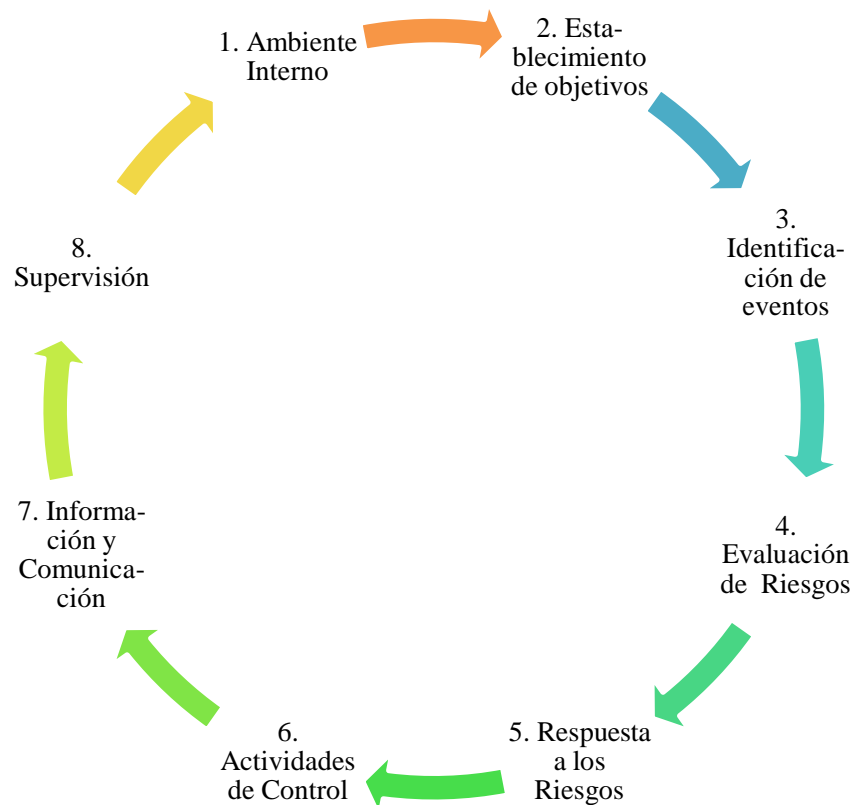 1. Ambiente
Interno
2. Esta-
blecimiento
de objetivos
3.
Identifica-
ción de
eventos
4.
Evaluación
de Riesgos
5. Respuesta
a los
Riesgos
6.
Actividades
de Control
7. Informa-
ción y
Comunica-
ción
8.
Supervisión